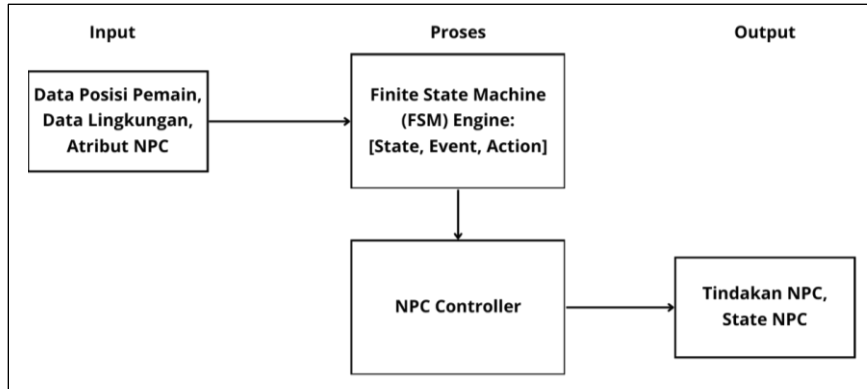 Input
Proses
Output
Data Posisi Pemain,
Data Lingkungan,
Atribut NPC
Finite State Machine
(FSM) Engine:
[State, Event, Action]
NPC Controller
Tindakan NPC,
State NPC